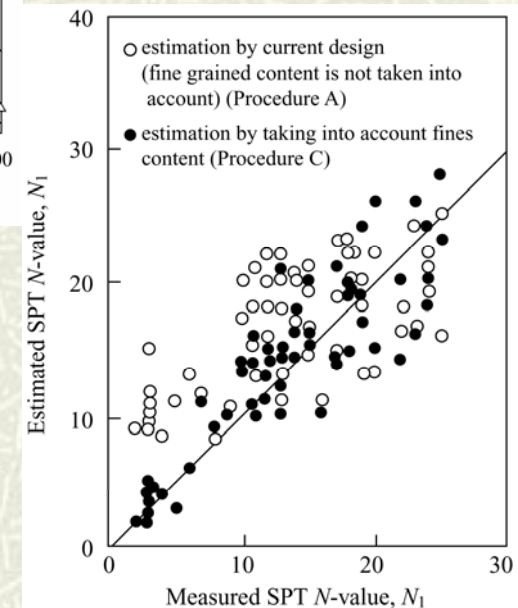 40
○ estimation by current design
(fine grained content is not taken into
account) (Procedure A)
● estimation by taking into account fines
content (Procedure C)
30
20
10
0
0 10 20 30
Estimated SPT N-value, N₁
Measured SPT N-value, N₁